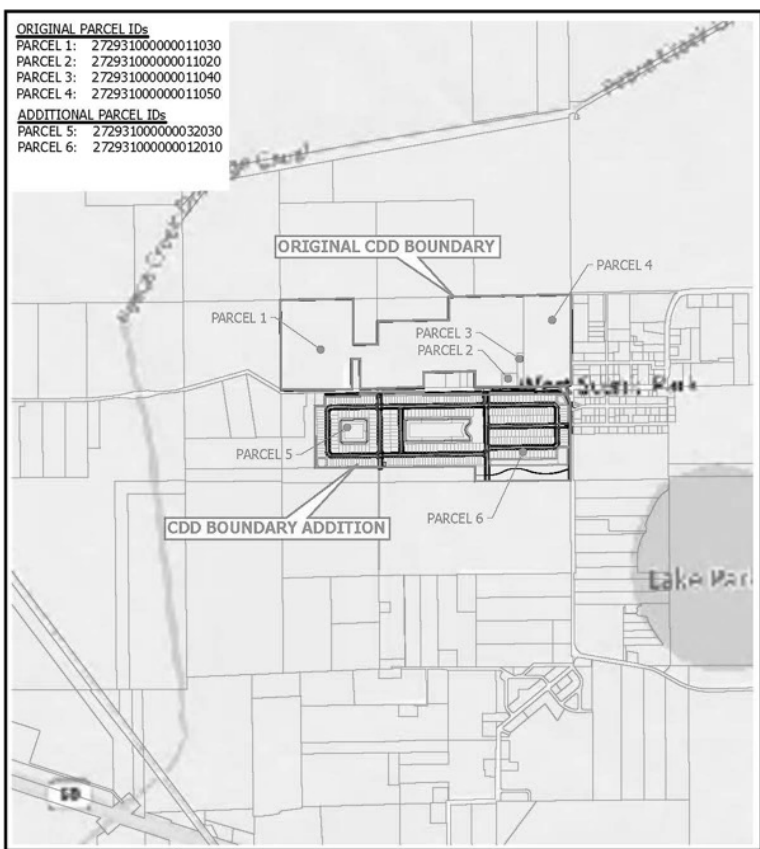 ORIGINAL PARCEL IDs
PARCEL 1: 272931000000011030
PARCEL 2: 272931000000011020
PARCEL 3: 272931000000011040
PARCEL 4: 272931000000011050
ADDITIONAL PARCEL IDs
PARCEL 5: 272931000000032030
PARCEL 6: 272931000000012010
ORIGINAL CDD BOUNDARY
PARCEL 4
PARCEL 1
PARCEL 3
PARCEL 2
Park
PARCEL 5
PARCEL 6
CDD BOUNDARY ADDITION
Lake